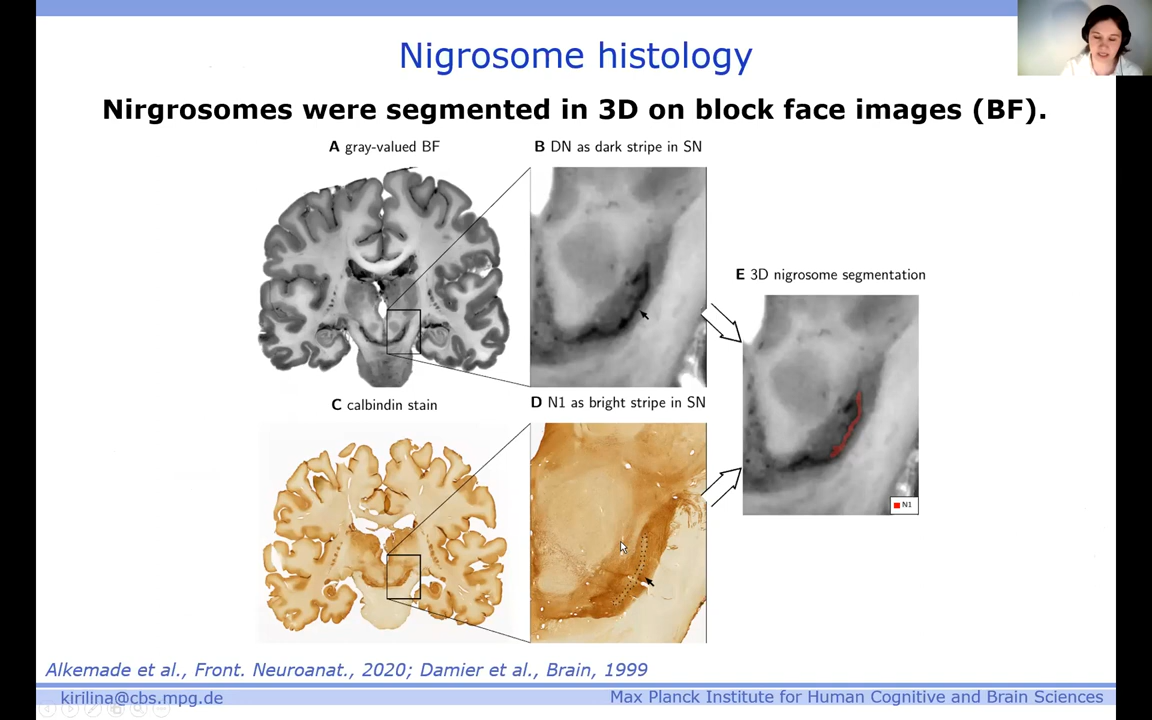 Nigrosome histology
Nirgrosomes were segmented in 3D on block face images (BF).
A gray-valued BF
B DN as dark stripe in SN
E 3D nigrosome segmentation
C calbindin stain
D N1 as bright stripe in SN
N1
Alkemade et al., Front. Neuroanat., 2020; Damier et al., Brain, 1999
kirilina@cbs.mpg.de
Max Planck Institute for Human Cognitive and Brain Sciences